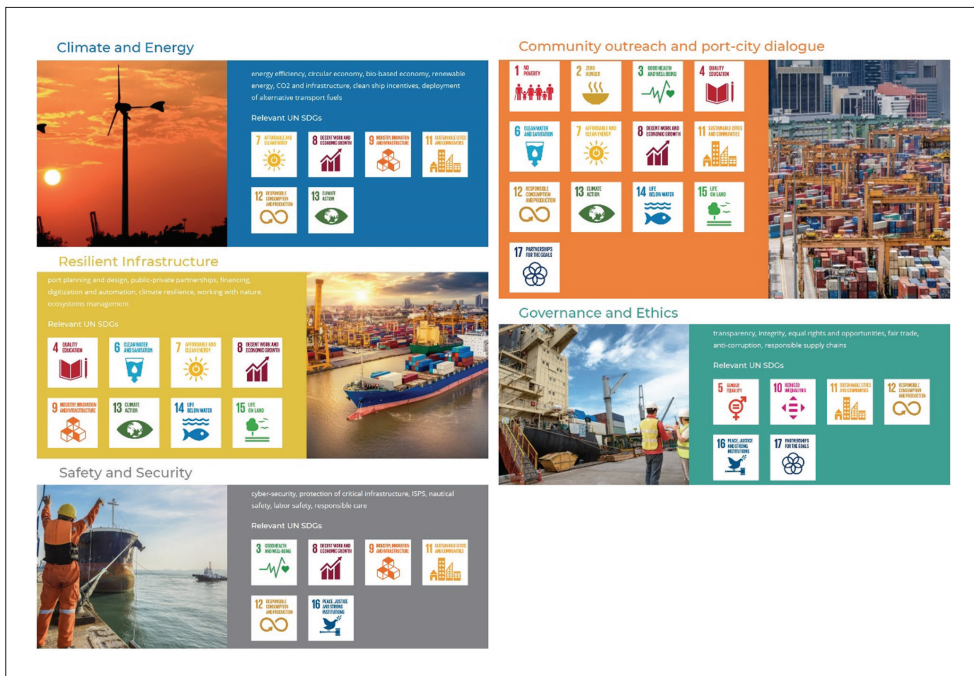 Climate and Energy
energy efficiency, circular economy, bio-based economy, renewable
energy, CO2 and infrastructure, clean ship incentives, deployment
of alternative transport fuels
Relevant UN SDGs
7 AFFORDABLE AND
CLEAN ENERGY
8 DECENT WORK AND
ECONOMIC GROWTH
9 INDUSTRY, INNOVATION
AND INFRASTRUCTURE
11 SUSTAINABLE CITIES
AND COMMUNITIES
12 RESPONSIBLE
CONSUMPTION
AND PRODUCTION
13 CLIMATE
ACTION
Resilient Infrastructure
port planning and design, public-private partnerships, financing,
digitization and automation, climate resilience, working with nature,
ecosystems management
Relevant UN SDGs
4 QUALITY
EDUCATION
6 CLEAN WATER
AND SANITATION
7 AFFORDABLE AND
CLEAN ENERGY
8 DECENT WORK AND
ECONOMIC GROWTH
9 INDUSTRY, INNOVATION
AND INFRASTRUCTURE
13 CLIMATE
ACTION
14 LIFE
BELOW WATER
15 LIFE
ON LAND
Safety and Security
cyber-security, protection of critical infrastructure, ISPS, nautical
safety, labor safety, responsible care
Relevant UN SDGs
3 GOOD HEALTH
AND WELL-BEING
8 DECENT WORK AND
ECONOMIC GROWTH
9 INDUSTRY, INNOVATION
AND INFRASTRUCTURE
11 SUSTAINABLE CITIES
AND COMMUNITIES
12 RESPONSIBLE
CONSUMPTION
AND PRODUCTION
16 PEACE, JUSTICE
AND STRONG
INSTITUTIONS
Community outreach and port-city dialogue
1 NO
POVERTY
2 ZERO
HUNGER
3 GOOD HEALTH
AND WELL-BEING
4 QUALITY
EDUCATION
6 CLEAN WATER
AND SANITATION
7 AFFORDABLE AND
CLEAN ENERGY
8 DECENT WORK AND
ECONOMIC GROWTH
11 SUSTAINABLE CITIES
AND COMMUNITIES
12 RESPONSIBLE
CONSUMPTION
AND PRODUCTION
13 CLIMATE
ACTION
14 LIFE
BELOW WATER
15 LIFE
ON LAND
17 PARTNERSHIPS
FOR THE GOALS
Governance and Ethics
transparency, integrity, equal rights and opportunities, fair trade,
anti-corruption, responsible supply chains
Relevant UN SDGs
5 GENDER
EQUALITY
10 REDUCED
INEQUALITIES
11 SUSTAINABLE CITIES
AND COMMUNITIES
12 RESPONSIBLE
CONSUMPTION
AND PRODUCTION
16 PEACE, JUSTICE
AND STRONG
INSTITUTIONS
17 PARTNERSHIPS
FOR THE GOALS